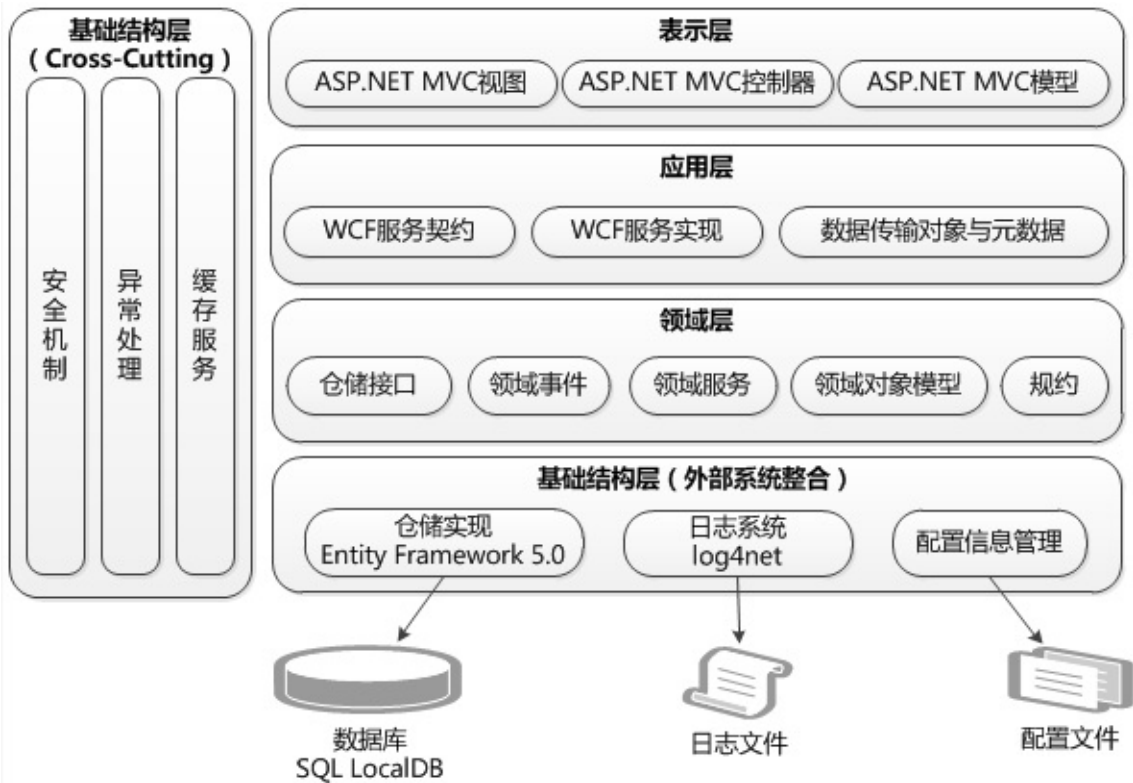 基础结构层
（Cross-Cutting）
安全机制
异常处理
缓存服务
表示层
ASP.NET MVC视图
ASP.NET MVC控制器
ASP.NET MVC模型
应用层
WCF服务契约
WCF服务实现
数据传输对象与元数据
领域层
仓储接口
领域事件
领域服务
领域对象模型
规约
基础结构层（外部系统整合）
仓储实现
Entity Framework 5.0
日志系统
log4net
配置信息管理
数据库
SQL LocalDB
日志文件
配置文件